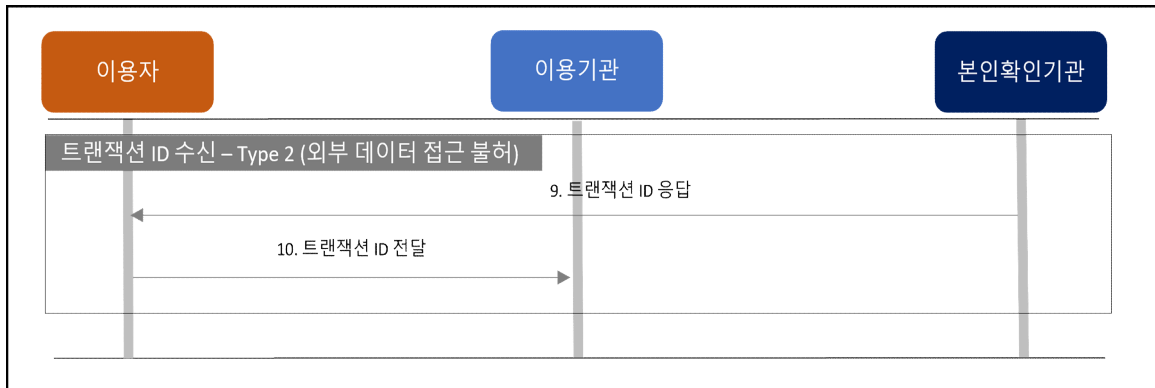 이용자
이용기관
본인확인기관
트랜잭션 ID 수신 – Type 2 (외부 데이터 접근 불허)
9. 트랜잭션 ID 응답
10. 트랜잭션 ID 전달